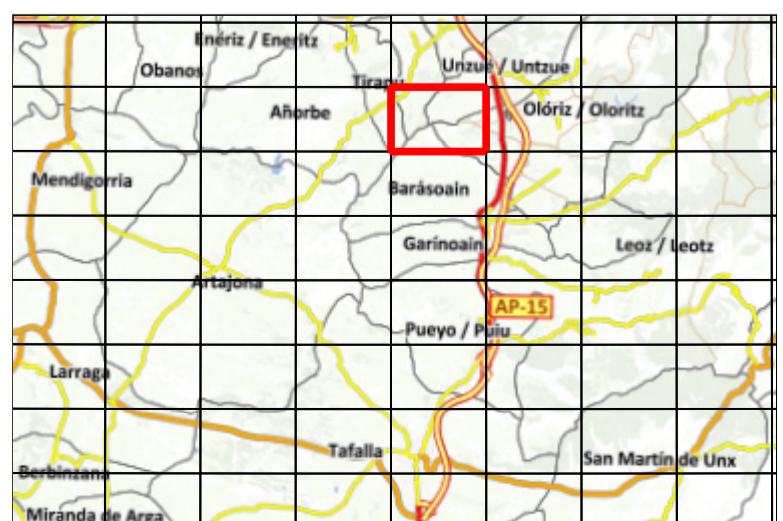 Enériz / Eneritz
Unzué / Untzue
Obanos
Tirapu
Añorbe
Olóriz / Oloritz
Mendigorria
Barásoain
Garínoain
Leoz / Leotz
Artajona
AP-15
Pueyo / Puiu
Larraga
Tafalla
San Martín de Unx
Berbinzana
Miranda de Arga